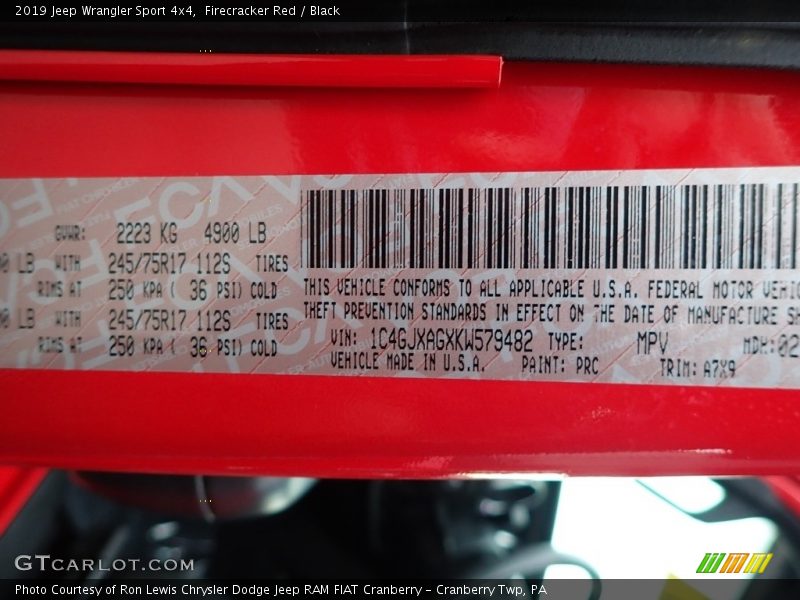 2019 Jeep Wrangler Sport 4x4,  Firecracker Red / Black
GVWR: 2223 KG 4900 LB
LB WITH 245/75R17 112S TIRES
RIMS AT 250 KPA ( 36 PSI) COLD
LB WITH 245/75R17 112S TIRES
RIMS AT 250 KPA ( 36 PSI) COLD
THIS VEHICLE CONFORMS TO ALL APPLICABLE U.S.A. FEDERAL MOTOR VEHIC
THEFT PREVENTION STANDARDS IN EFFECT ON THE DATE OF MANUFACTURE SH
VIN: 1C4GJXAGXKW579482 TYPE: MPV MDH:02
VEHICLE MADE IN U.S.A. PAINT: PRC TRIM: A7X9
GTCARLOT.COM
Photo Courtesy of Ron Lewis Chrysler Dodge Jeep RAM FIAT Cranberry – Cranberry Twp, PA